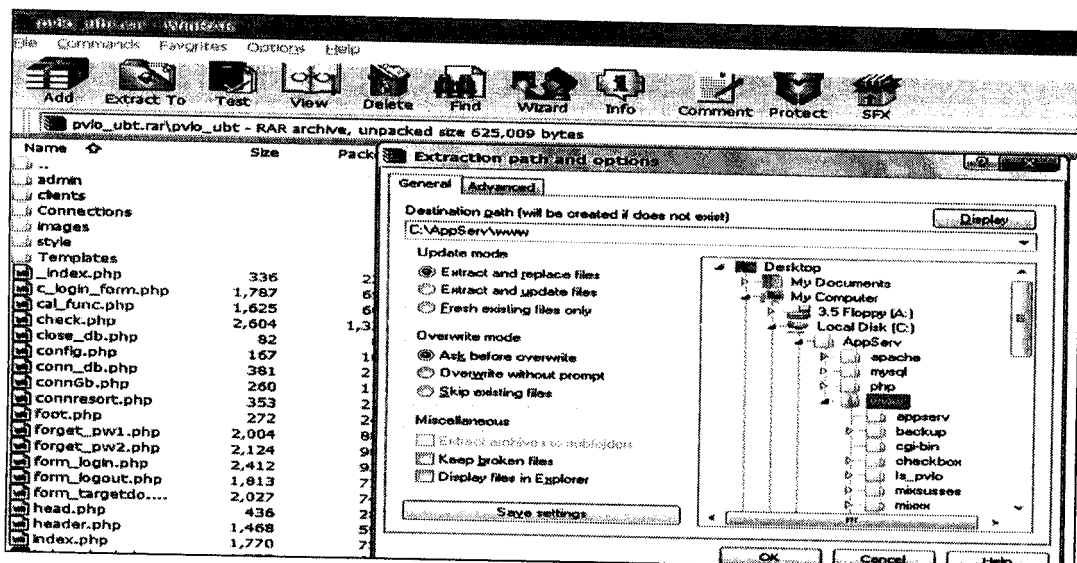 pvlo_ubt.rar - WinRAR
File Commands Favorites Options Help
Add Extract To Test View Delete Find Wizard Info Comment Protect SFX
pvlo_ubt.rar\pvlo_ubt - RAR archive, unpacked size 625,009 bytes
Name Size Pack
..
admin
clients
Connections
images
style
Templates
_index.php 336
c_login_form.php 1,787
cal_func.php 1,625
check.php 2,604
close_db.php 82
config.php 167
conn_db.php 381
connGb.php 260
connresort.php 353
foot.php 272
forget_pw1.php 2,004
forget_pw2.php 2,124
form_login.php 2,412
form_logout.php 1,813
form_targetdo.... 2,027
head.php 436
header.php 1,468
index.php 1,770
Extraction path and options
General Advanced
Destination path (will be created if does not exist)
Display
C:\AppServ\www
Update mode
Extract and replace files
Extract and update files
Fresh existing files only
Overwrite mode
Ask before overwrite
Overwrite without prompt
Skip existing files
Miscellaneous
Extract archives to subfolders
Keep broken files
Display files in Explorer
Save settings
Desktop
My Documents
My Computer
3.5 Floppy (A:)
Local Disk (C:)
AppServ
apache
mysql
php
www
appserv
backup
cgi-bin
checkbox
ls_pvlo
mixsusses
mixxx
OK Cancel Help